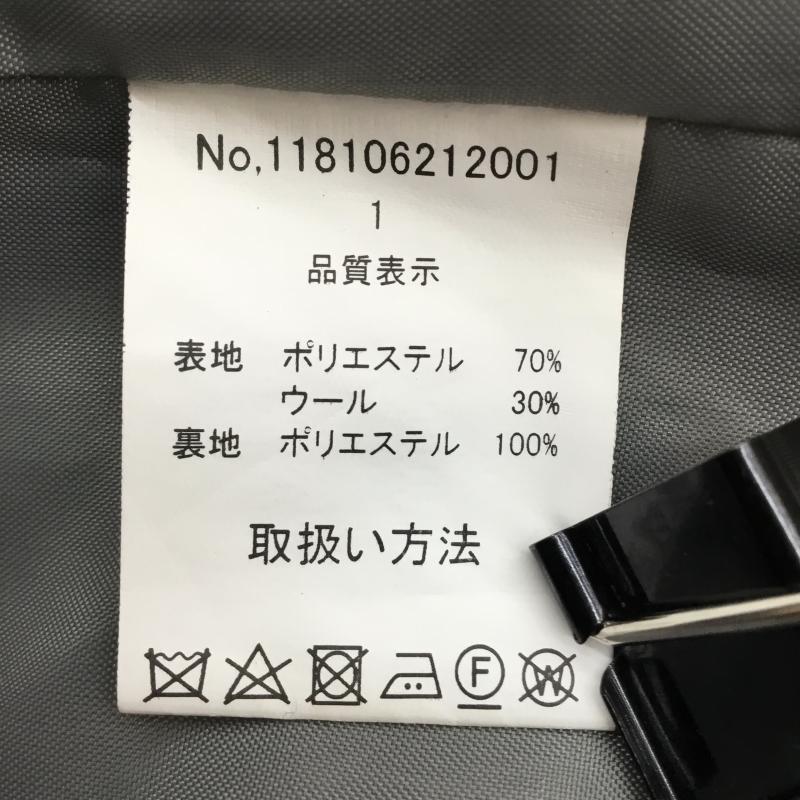 No,118106212001
1
品質表示
表地 ポリエステル 70%
ウール 30%
裏地 ポリエステル 100%
取扱い方法
F W